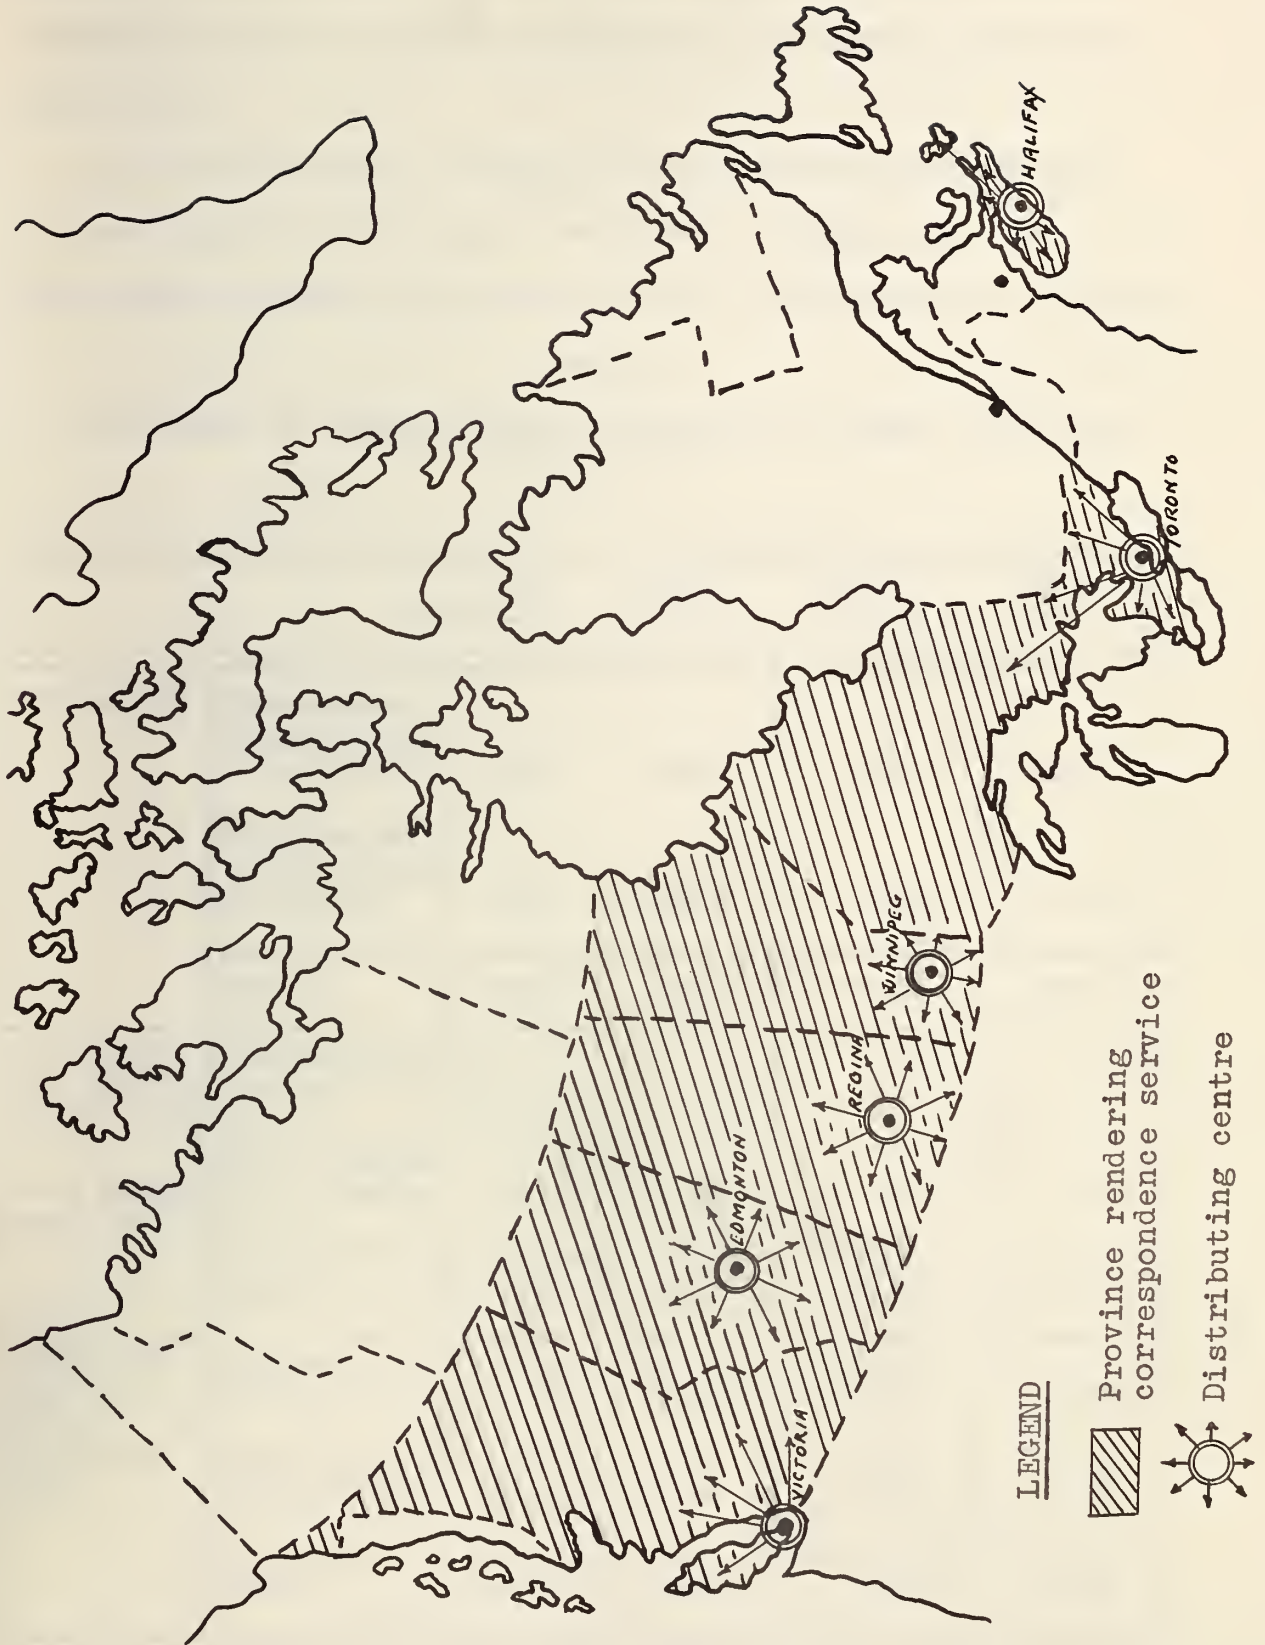 HALIFAX
TORONTO
WINNIPEG
REGINA
EDMONTON
VICTORIA
LEGEND
Province rendering
correspondence service
Distributing centre